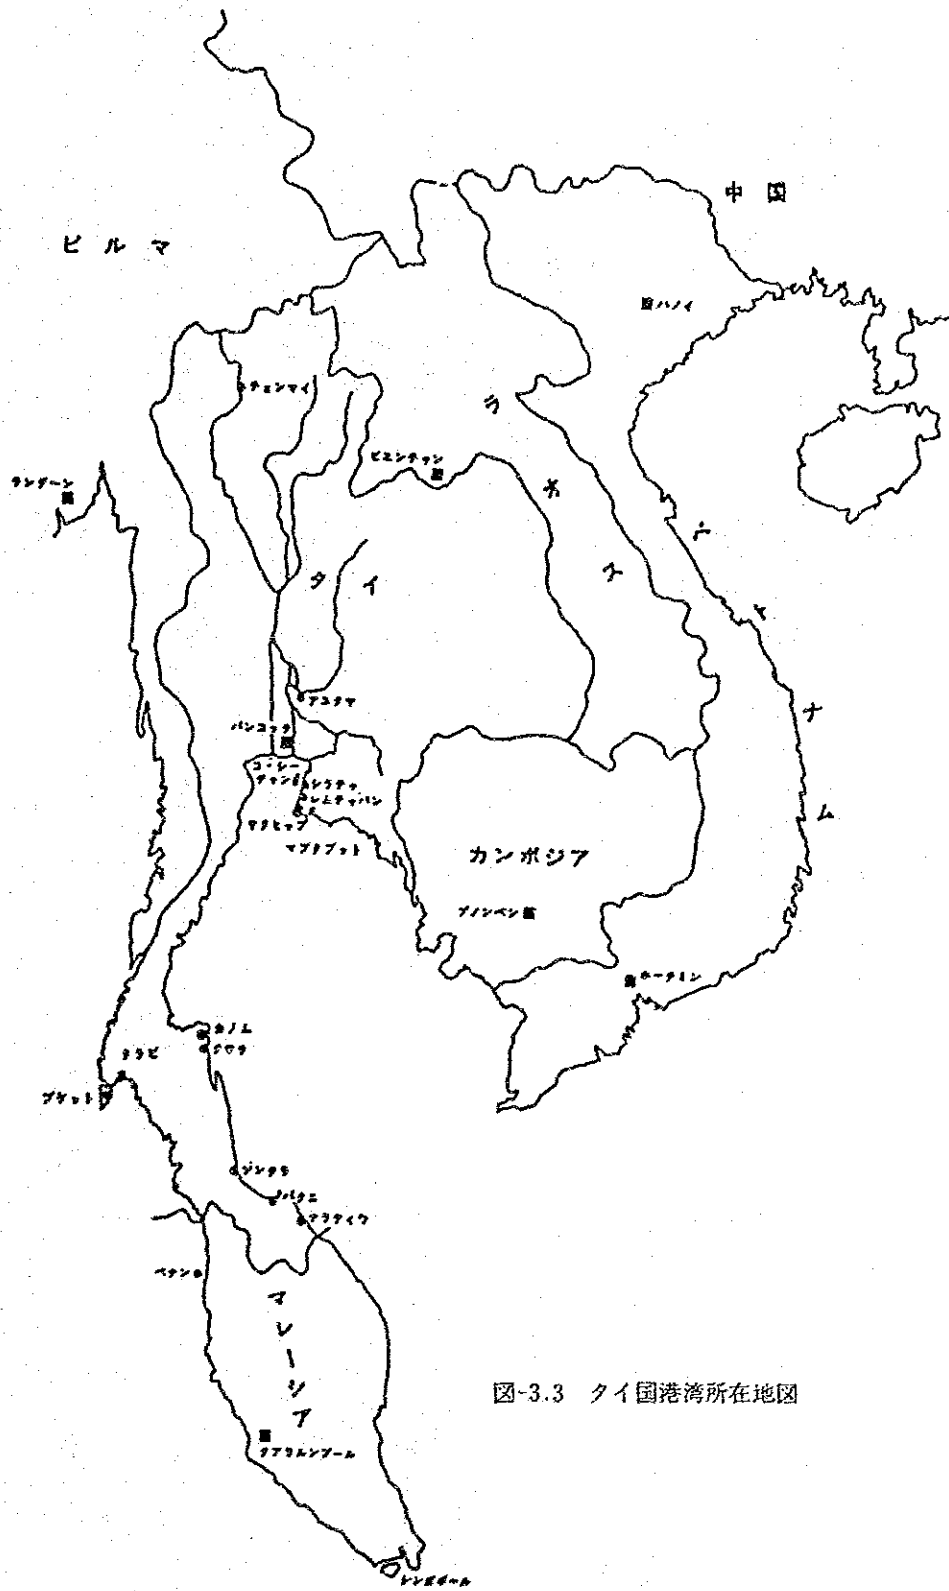 中国
ビルマ
ハノイ
チェンマイ
ラオス
ビエンチャン
ラングーン
タイ
ベトナム
アユタヤ
バンコック
コ・シー
チャン
シラチャ
レムチャバン
サタヒップ
マプタプット
カンボジア
プノンペン
ホーチミン
カノム
クラビ
プケット
ソンクラ
パタニ
ナラティワ
ペナン
マレーシア
クアラルンプール
シンガポール
図-3.3 タイ国港湾所在地図